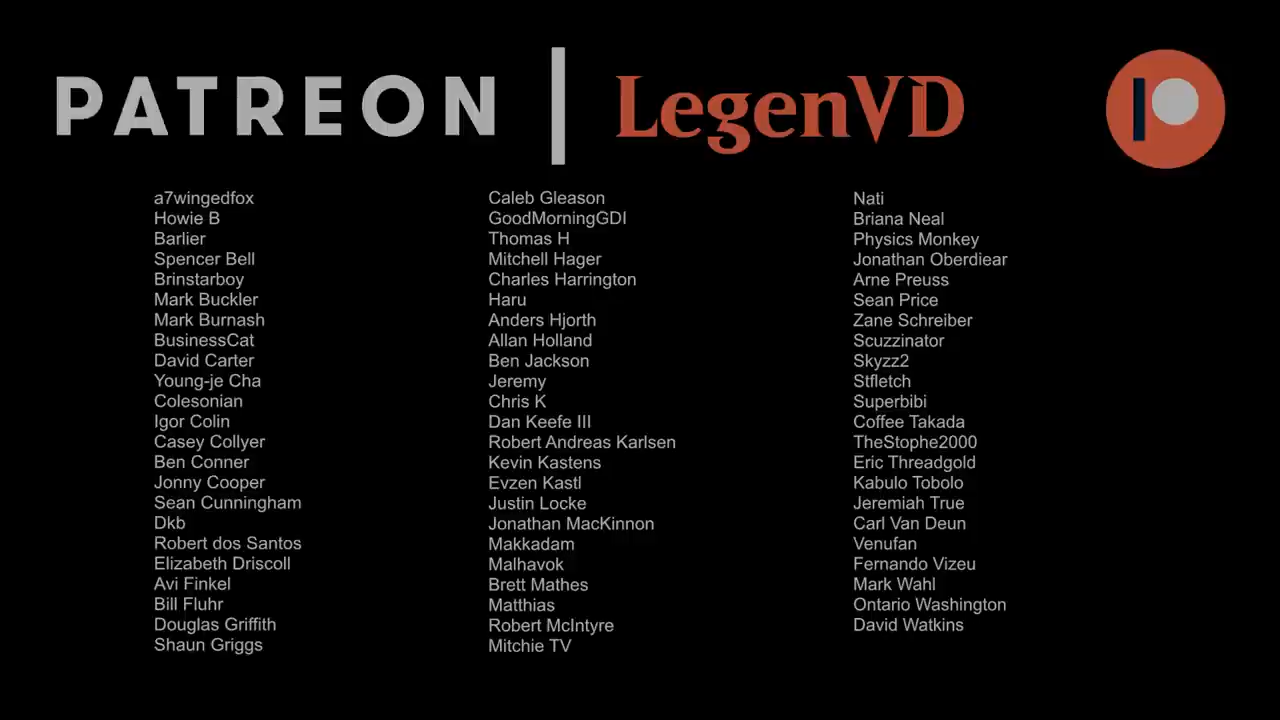 PATREON | LegenVD
a7wingedfox
Howie B
Barlier
Spencer Bell
Brinstarboy
Mark Buckler
Mark Burnash
BusinessCat
David Carter
Young-je Cha
Colesonian
Igor Colin
Casey Collyer
Ben Conner
Jonny Cooper
Sean Cunningham
Dkb
Robert dos Santos
Elizabeth Driscoll
Avi Finkel
Bill Fluhr
Douglas Griffith
Shaun Griggs
Caleb Gleason
GoodMorningGDI
Thomas H
Mitchell Hager
Charles Harrington
Haru
Anders Hjorth
Allan Holland
Ben Jackson
Jeremy
Chris K
Dan Keefe III
Robert Andreas Karlsen
Kevin Kastens
Evzen Kastl
Justin Locke
Jonathan MacKinnon
Makkadam
Malhavok
Brett Mathes
Matthias
Robert McIntyre
Mitchie TV
Nati
Briana Neal
Physics Monkey
Jonathan Oberdiear
Arne Preuss
Sean Price
Zane Schreiber
Scuzzinator
Skyzz2
Stfletch
Superbibi
Coffee Takada
TheStophe2000
Eric Threadgold
Kabulo Tobolo
Jeremiah True
Carl Van Deun
Venufan
Fernando Vizeu
Mark Wahl
Ontario Washington
David Watkins